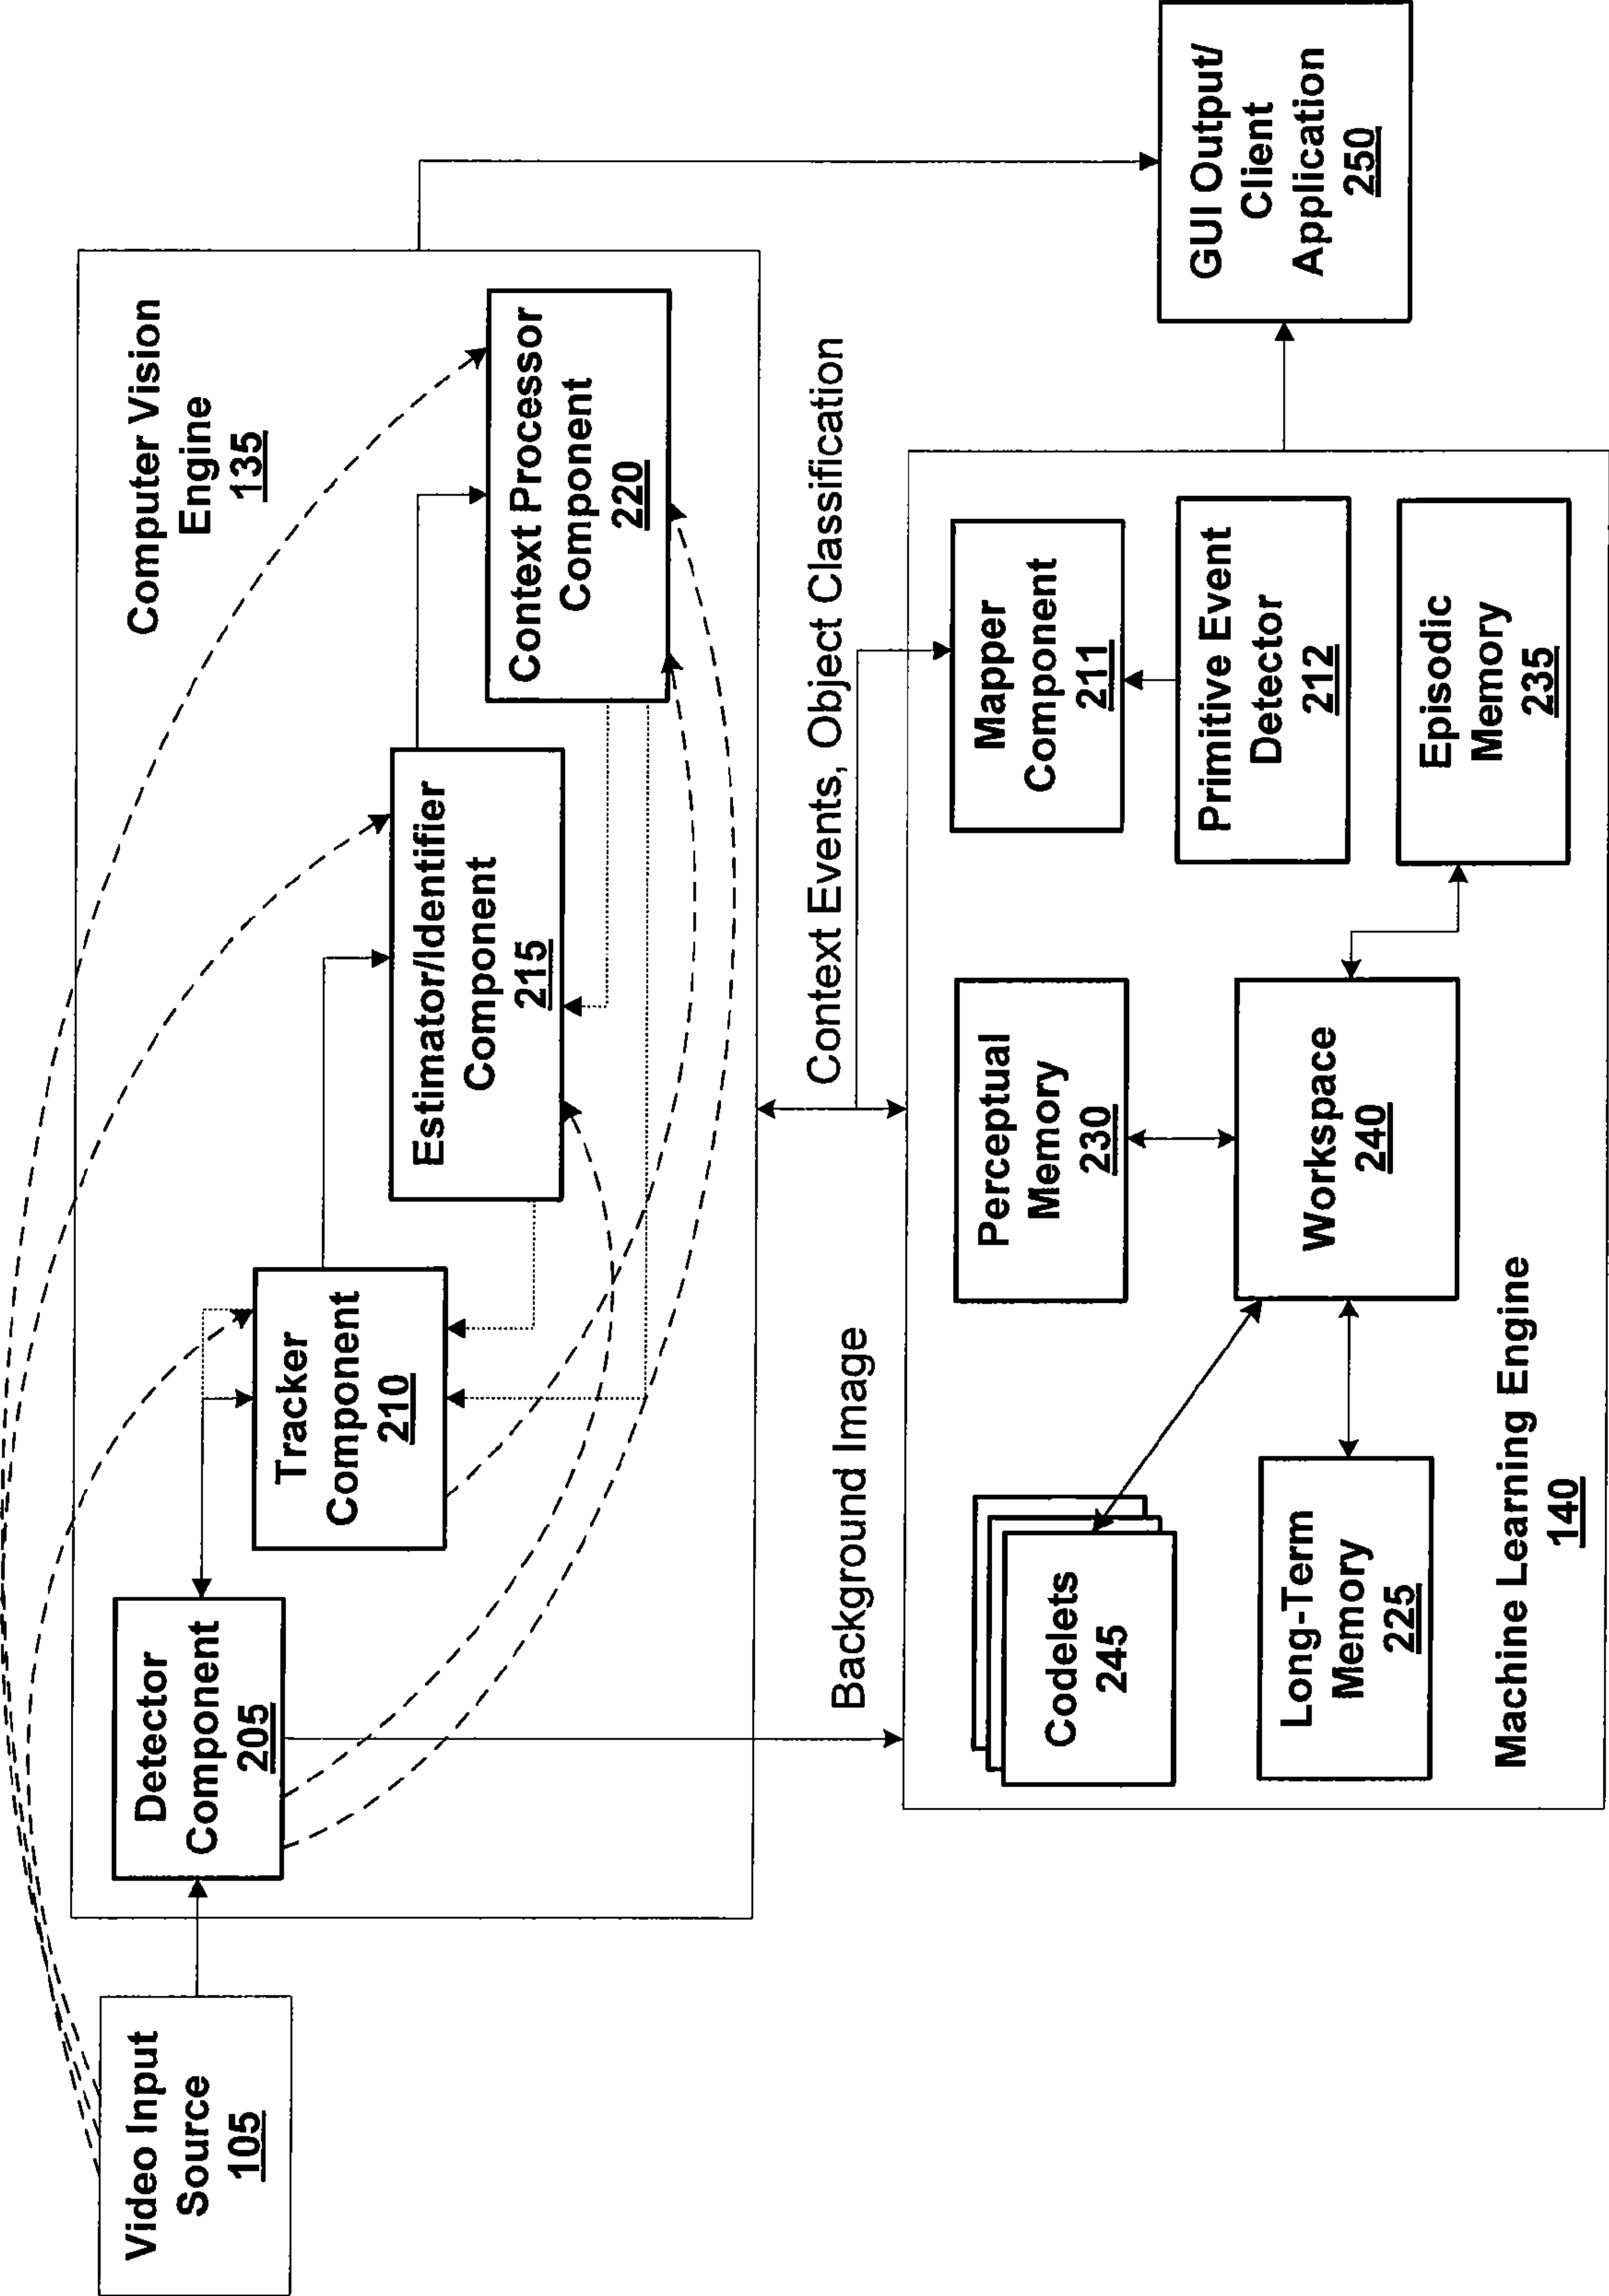 Video Input
Source
105
Computer Vision
Engine
135
Detector
Component
205
Tracker
Component
210
Estimator/Identifier
Component
215
Context Processor
Component
220
Background Image
Context Events, Object Classification
Codelets
245
Perceptual
Memory
230
Mapper
Component
211
Primitive Event
Detector
212
Long-Term
Memory
225
Workspace
240
Episodic
Memory
235
Machine Learning Engine
140
GUI Output/
Client
Application
250